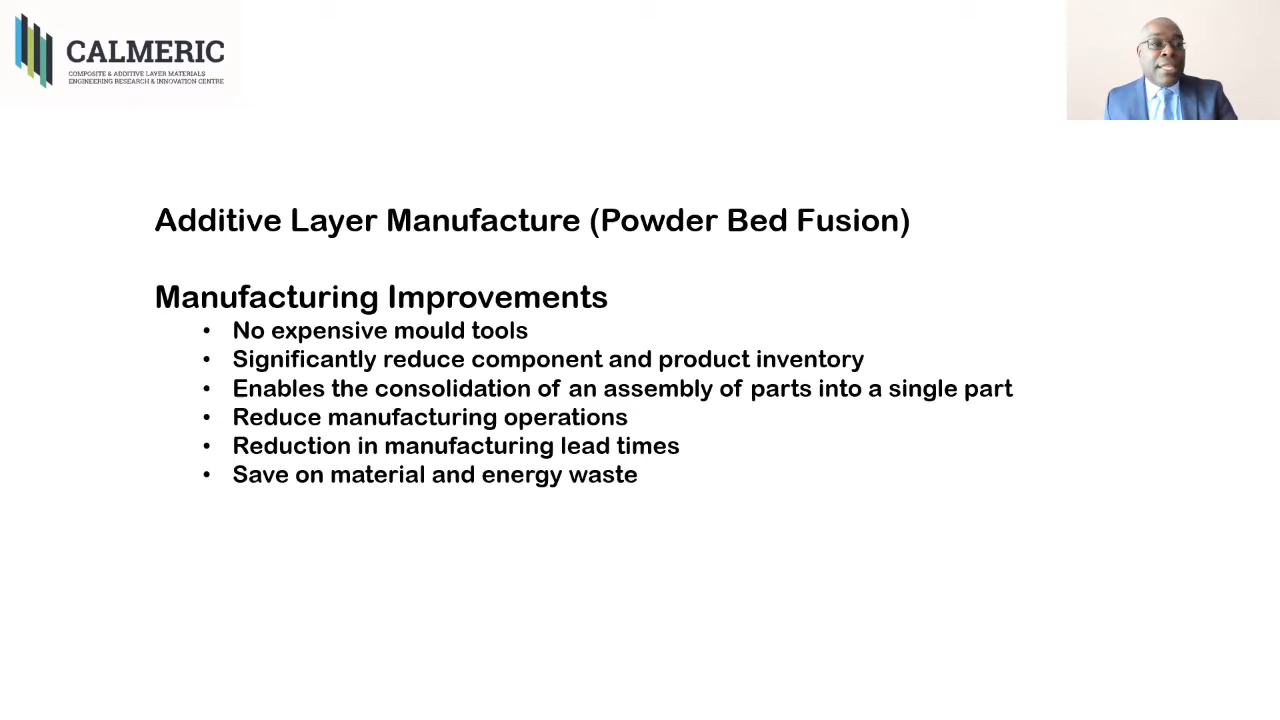 CALMERIC
COMPOSITE & ADDITIVE LAYER MATERIALS
ENGINEERING RESEARCH & INNOVATION CENTRE
Additive Layer Manufacture (Powder Bed Fusion)
Manufacturing Improvements
• No expensive mould tools
• Significantly reduce component and product inventory
• Enables the consolidation of an assembly of parts into a single part
• Reduce manufacturing operations
• Reduction in manufacturing lead times
• Save on material and energy waste